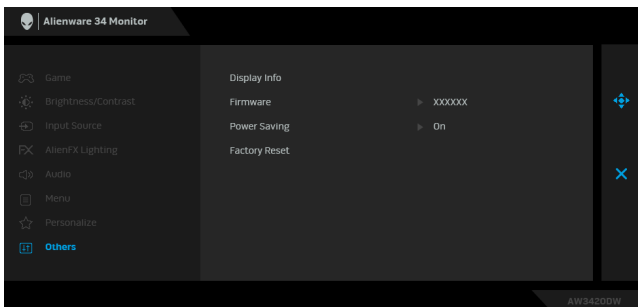 Alienware 34 Monitor
Game
Brightness/Contrast
Input Source
AlienFX Lighting
Audio
Menu
Personalize
Others
Display Info
Firmware XXXXXX
Power Saving On
Factory Reset
AW3420DW